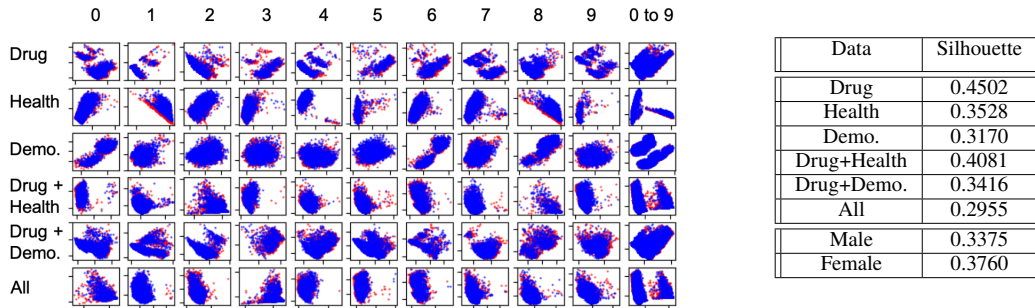 0 1 2 3 4 5 6 7 8 9 0 to 9
Drug
Health
Demo.
Drug +
Health
Drug +
Demo.
All
Data Silhouette
Drug 0.4502
Health 0.3528
Demo. 0.3170
Drug+Health 0.4081
Drug+Demo. 0.3416
All 0.2955
Male 0.3375
Female 0.3760